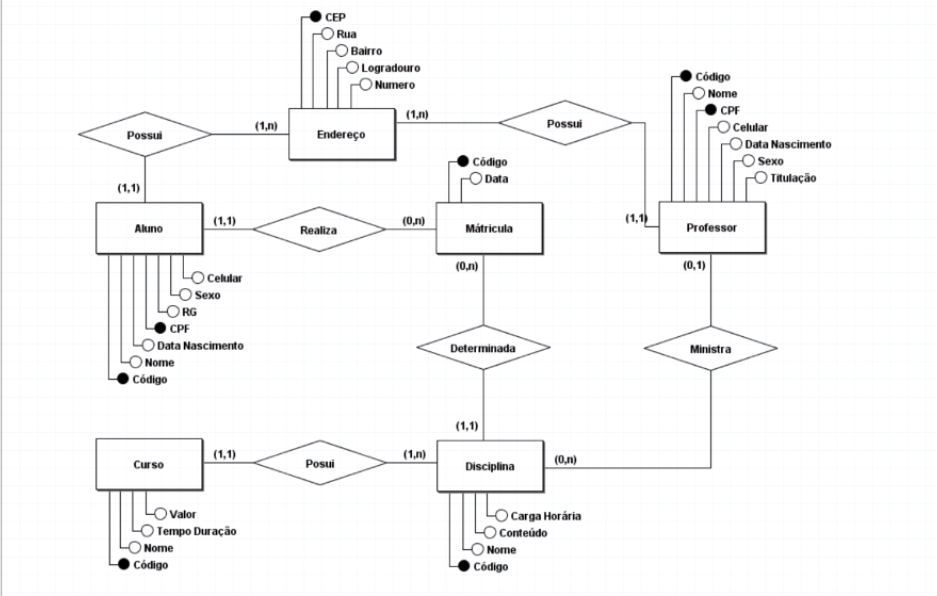 CEP
Rua
Bairro
Logradouro
Numero
Código
Nome
CPF
Celular
Data Nascimento
Sexo
Titulação
Possui
(1,n)
Endereço
(1,n)
Possui
(1,1)
Código
Data
(1,1)
Aluno
(1,1)
Realiza
(0,n)
Mátricula
Professor
(0,n)
(0,1)
Celular
Sexo
RG
CPF
Data Nascimento
Nome
Código
Determinada
Ministra
(1,1)
Curso
(1,1)
Posui
(1,n)
Disciplina
(0,n)
Valor
Tempo Duração
Nome
Código
Carga Horária
Conteúdo
Nome
Código